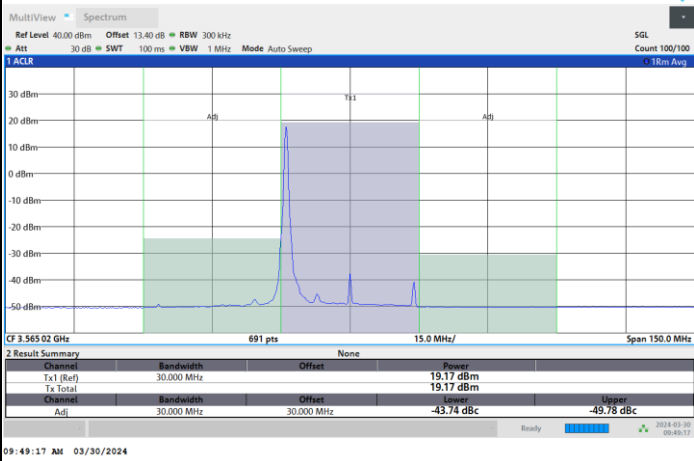 MultiView Spectrum
Ref Level 40.00 dBm Offset 13.40 dB RBW 300 kHz SGL
Att 30 dB SWT 100 ms VBW 1 MHz Mode Auto Sweep Count 100/100
1 ACLR 1Rm Avg
30 dBm
Tx1
20 dBm
Adj Adj
10 dBm
0 dBm
-10 dBm
-20 dBm
-30 dBm
-40 dBm
-50 dBm
CF 3.565 02 GHz 691 pts 15.0 MHz/ Span 150.0 MHz
2 Result Summary None
Channel Bandwidth Offset Power
Tx1 (Ref) 30.000 MHz 19.17 dBm
Tx Total 19.17 dBm
Channel Bandwidth Offset Lower Upper
Adj 30.000 MHz 30.000 MHz -43.74 dBc -49.78 dBc
Ready 2024-03-30
09:49:17
09:49:17 AM 03/30/2024